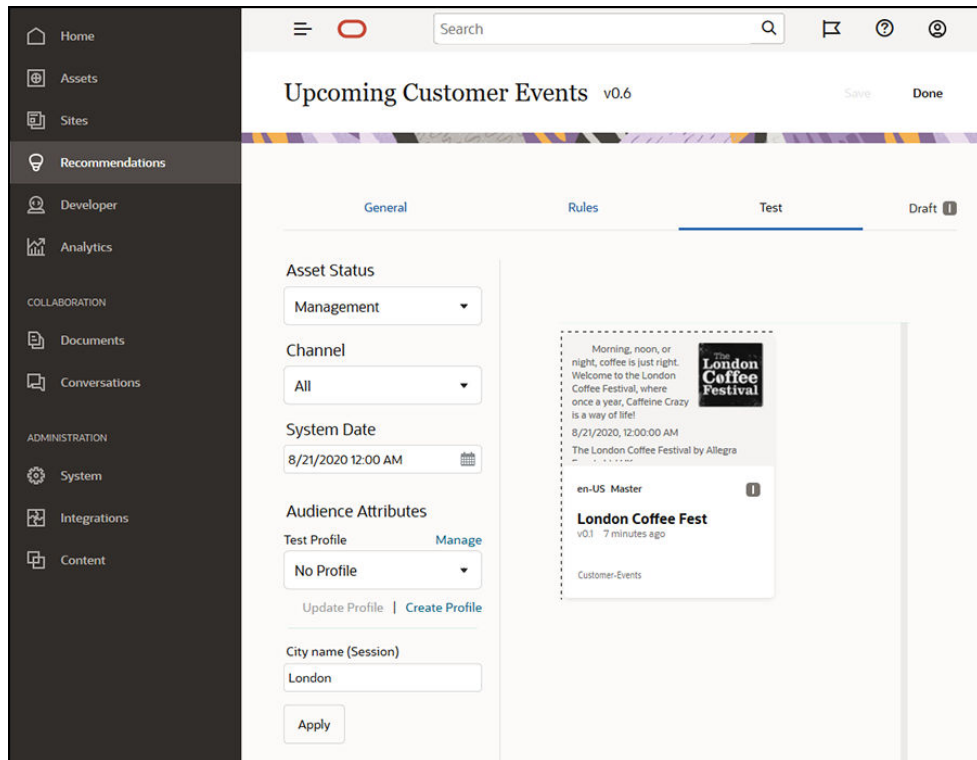 Home
Assets
Sites
Recommendations
Developer
Analytics
COLLABORATION
Documents
Conversations
ADMINISTRATION
System
Integrations
Content
Search
Upcoming Customer Events v0.6
Save
Done
General
Rules
Test
Draft
Asset Status
Management
Channel
All
System Date
8/21/2020 12:00 AM
Audience Attributes
Test Profile
Manage
No Profile
Update Profile | Create Profile
City name (Session)
London
Apply
Morning, noon, or
night, coffee is just right.
Welcome to the London
Coffee Festival, where
once a year, Caffeine Crazy
is a way of life!
The
London
Coffee
Festival
8/21/2020, 12:00:00 AM
The London Coffee Festival by Allegra
en-US Master
London Coffee Fest
v0.1 7 minutes ago
Customer-Events